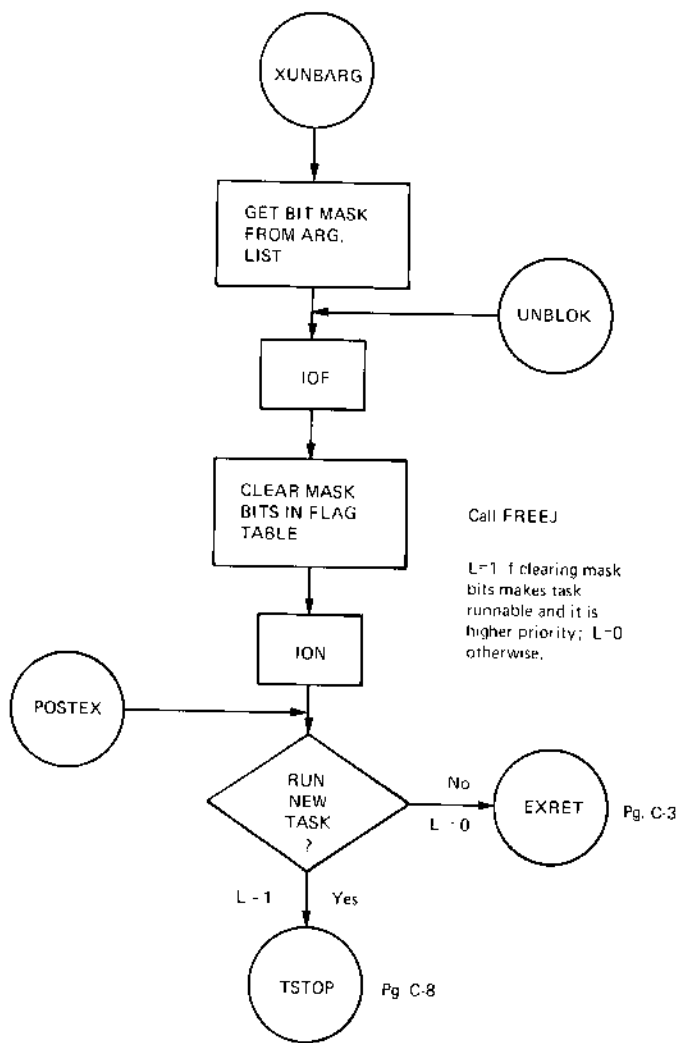 XUNBARG
GET BIT MASK
FROM ARG.
LIST
UNBLOK
IOF
CLEAR MASK
BITS IN FLAG
TABLE
Call FREEJ
L=1 if clearing mask
bits makes task
runnable and it is
higher priority; L=0
otherwise.
ION
POSTEX
RUN
NEW
TASK
?
No
L=0
EXRET
Pg. C-3
L=1
Yes
TSTOP
Pg C-8